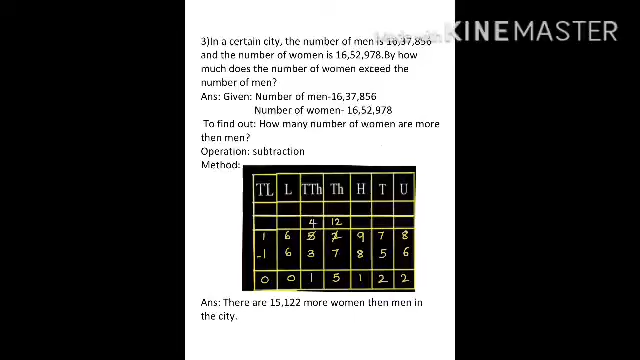 Made with KINEMASTER
3)In a certain city, the number of men is 16,37,856
and the number of women is 16,52,978.By how
much does the number of women exceed the
number of men?
Ans: Given: Number of men-16,37,856
Number of women- 16,52,978
To find out: How many number of women are more
then men?
Operation: subtraction
Method:
TL L TTh Th H T U
4 12
1 6 5 2 9 7 8
-1 6 3 7 8 5 6
0 0 1 5 1 2 2
Ans: There are 15,122 more women then men in
the city.